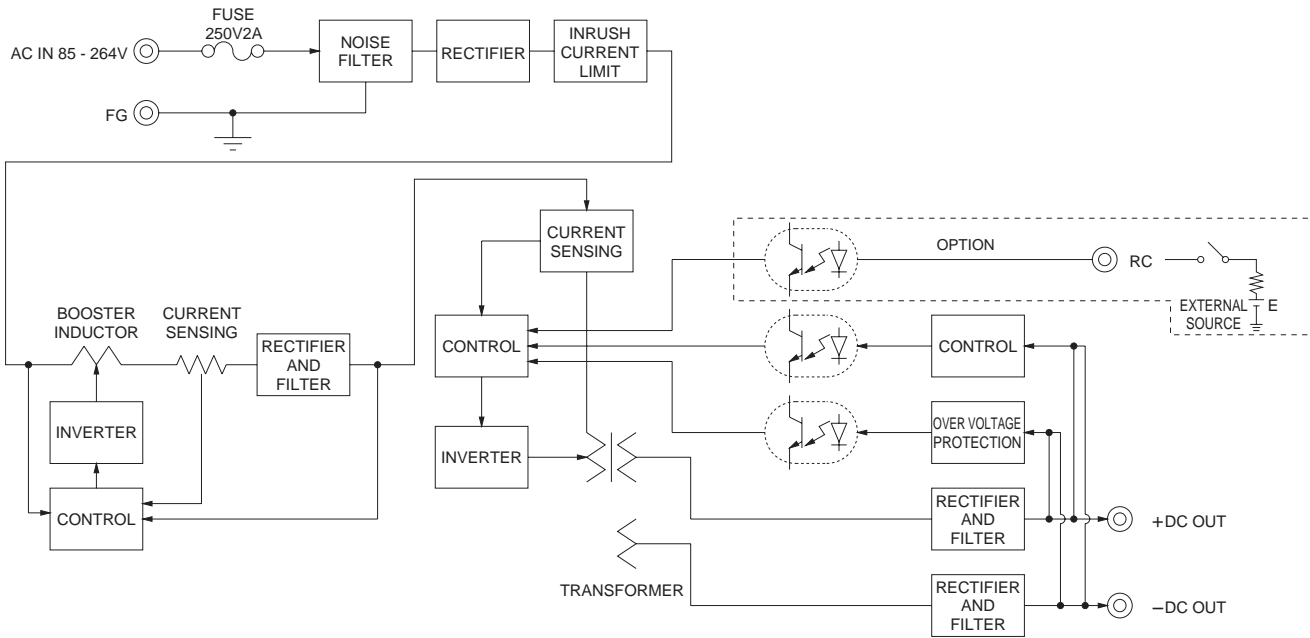 FUSE
250V2A
AC IN 85 - 264V
NOISE
FILTER
RECTIFIER
INRUSH
CURRENT
LIMIT
FG
CURRENT
SENSING
OPTION
RC
E
EXTERNAL
SOURCE
BOOSTER
INDUCTOR
CURRENT
SENSING
RECTIFIER
AND
FILTER
CONTROL
CONTROL
INVERTER
INVERTER
OVER VOLTAGE
PROTECTION
CONTROL
RECTIFIER
AND
FILTER
+DC OUT
TRANSFORMER
RECTIFIER
AND
FILTER
−DC OUT